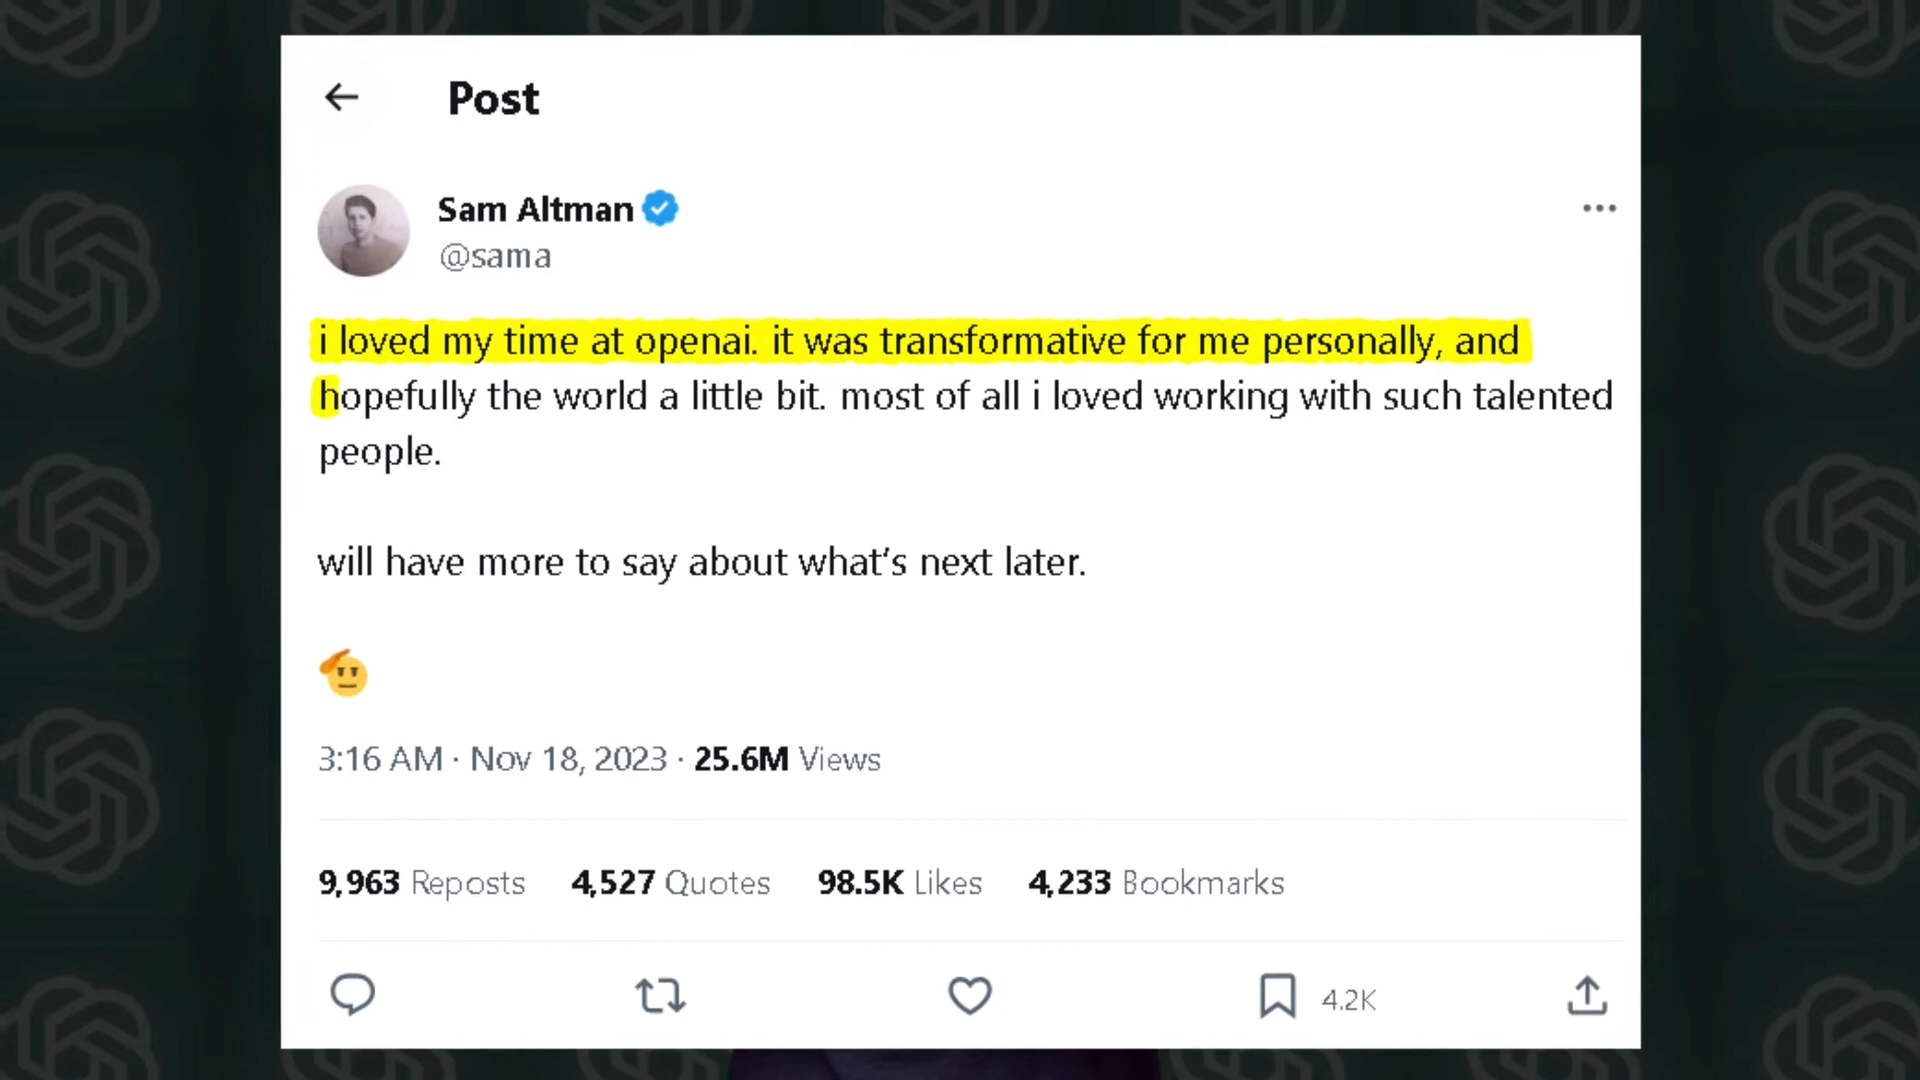 Post
Sam Altman
@sama
i loved my time at openai. it was transformative for me personally, and
hopefully the world a little bit. most of all i loved working with such talented
people.
will have more to say about what’s next later.
🫡
3:16 AM · Nov 18, 2023 · 25.6M Views
9,963 Reposts 4,527 Quotes 98.5K Likes 4,233 Bookmarks
4.2K